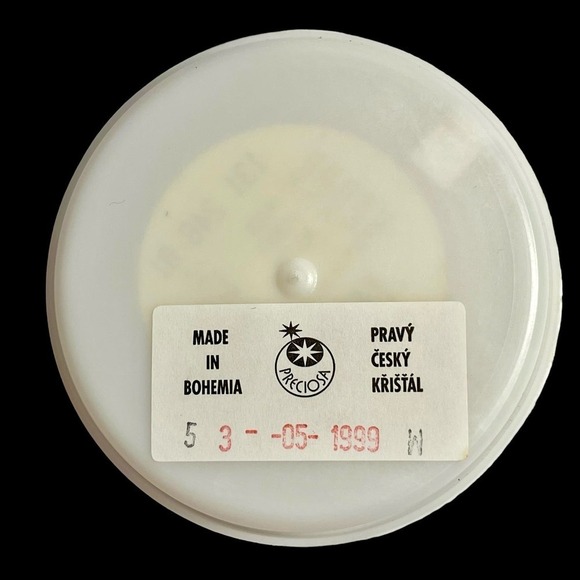 MADE
IN
BOHEMIA
PRECIOSA
PRAVÝ
ČESKÝ
KŘIŠŤÁL
5 3 - -05- 1999 W